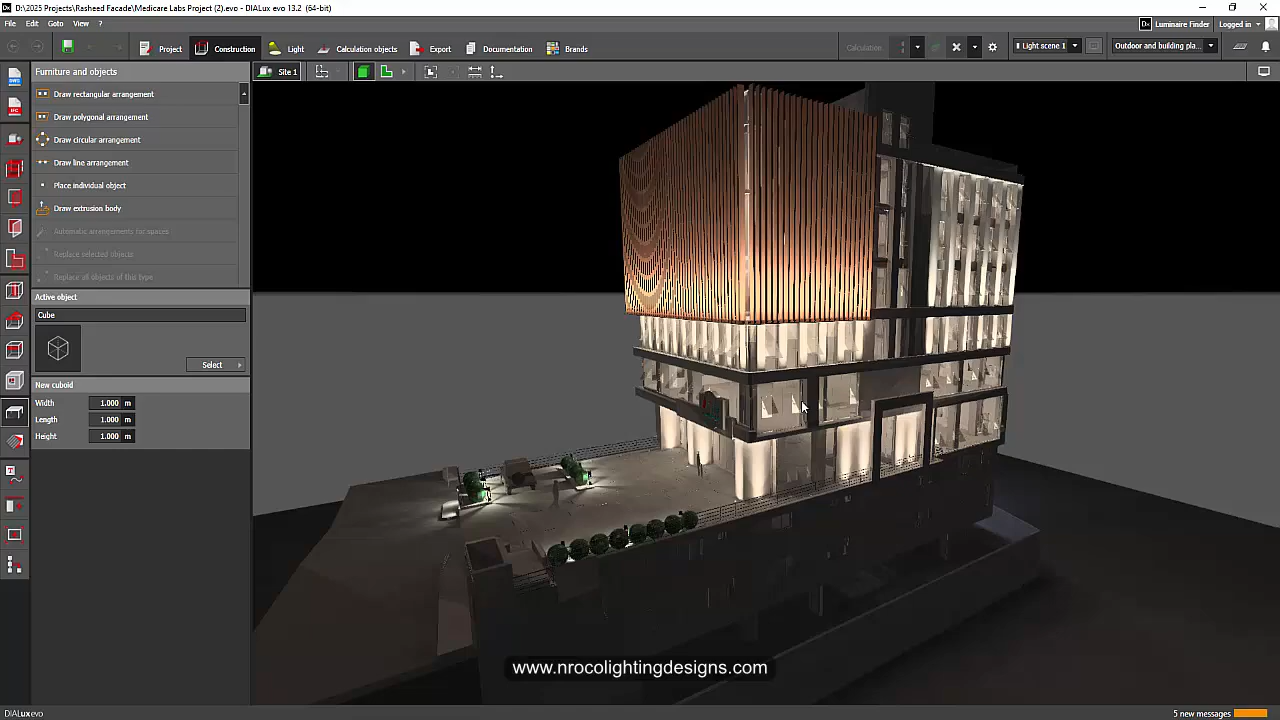 D:\2025 Projects\Rasheed Facade\Medicare Labs Project (2).evo - DIALux evo 13.2 (64-bit)
File Edit Goto View ?
Luminaire Finder
Logged in
Project
Construction
Light
Calculation objects
Export
Documentation
Brands
Calculation
Light scene 1
Outdoor and building pla...
Furniture and objects
Site 1
Draw rectangular arrangement
Draw polygonal arrangement
Draw circular arrangement
Draw line arrangement
Place individual object
Draw extrusion body
Automatic arrangements for spaces
Replace selected objects
Replace all objects of this type
Active object
Cube
Select
New cuboid
Width 1.000 m
Length 1.000 m
Height 1.000 m
www.nrocolightingdesigns.com
DIALux evo
5 new messages